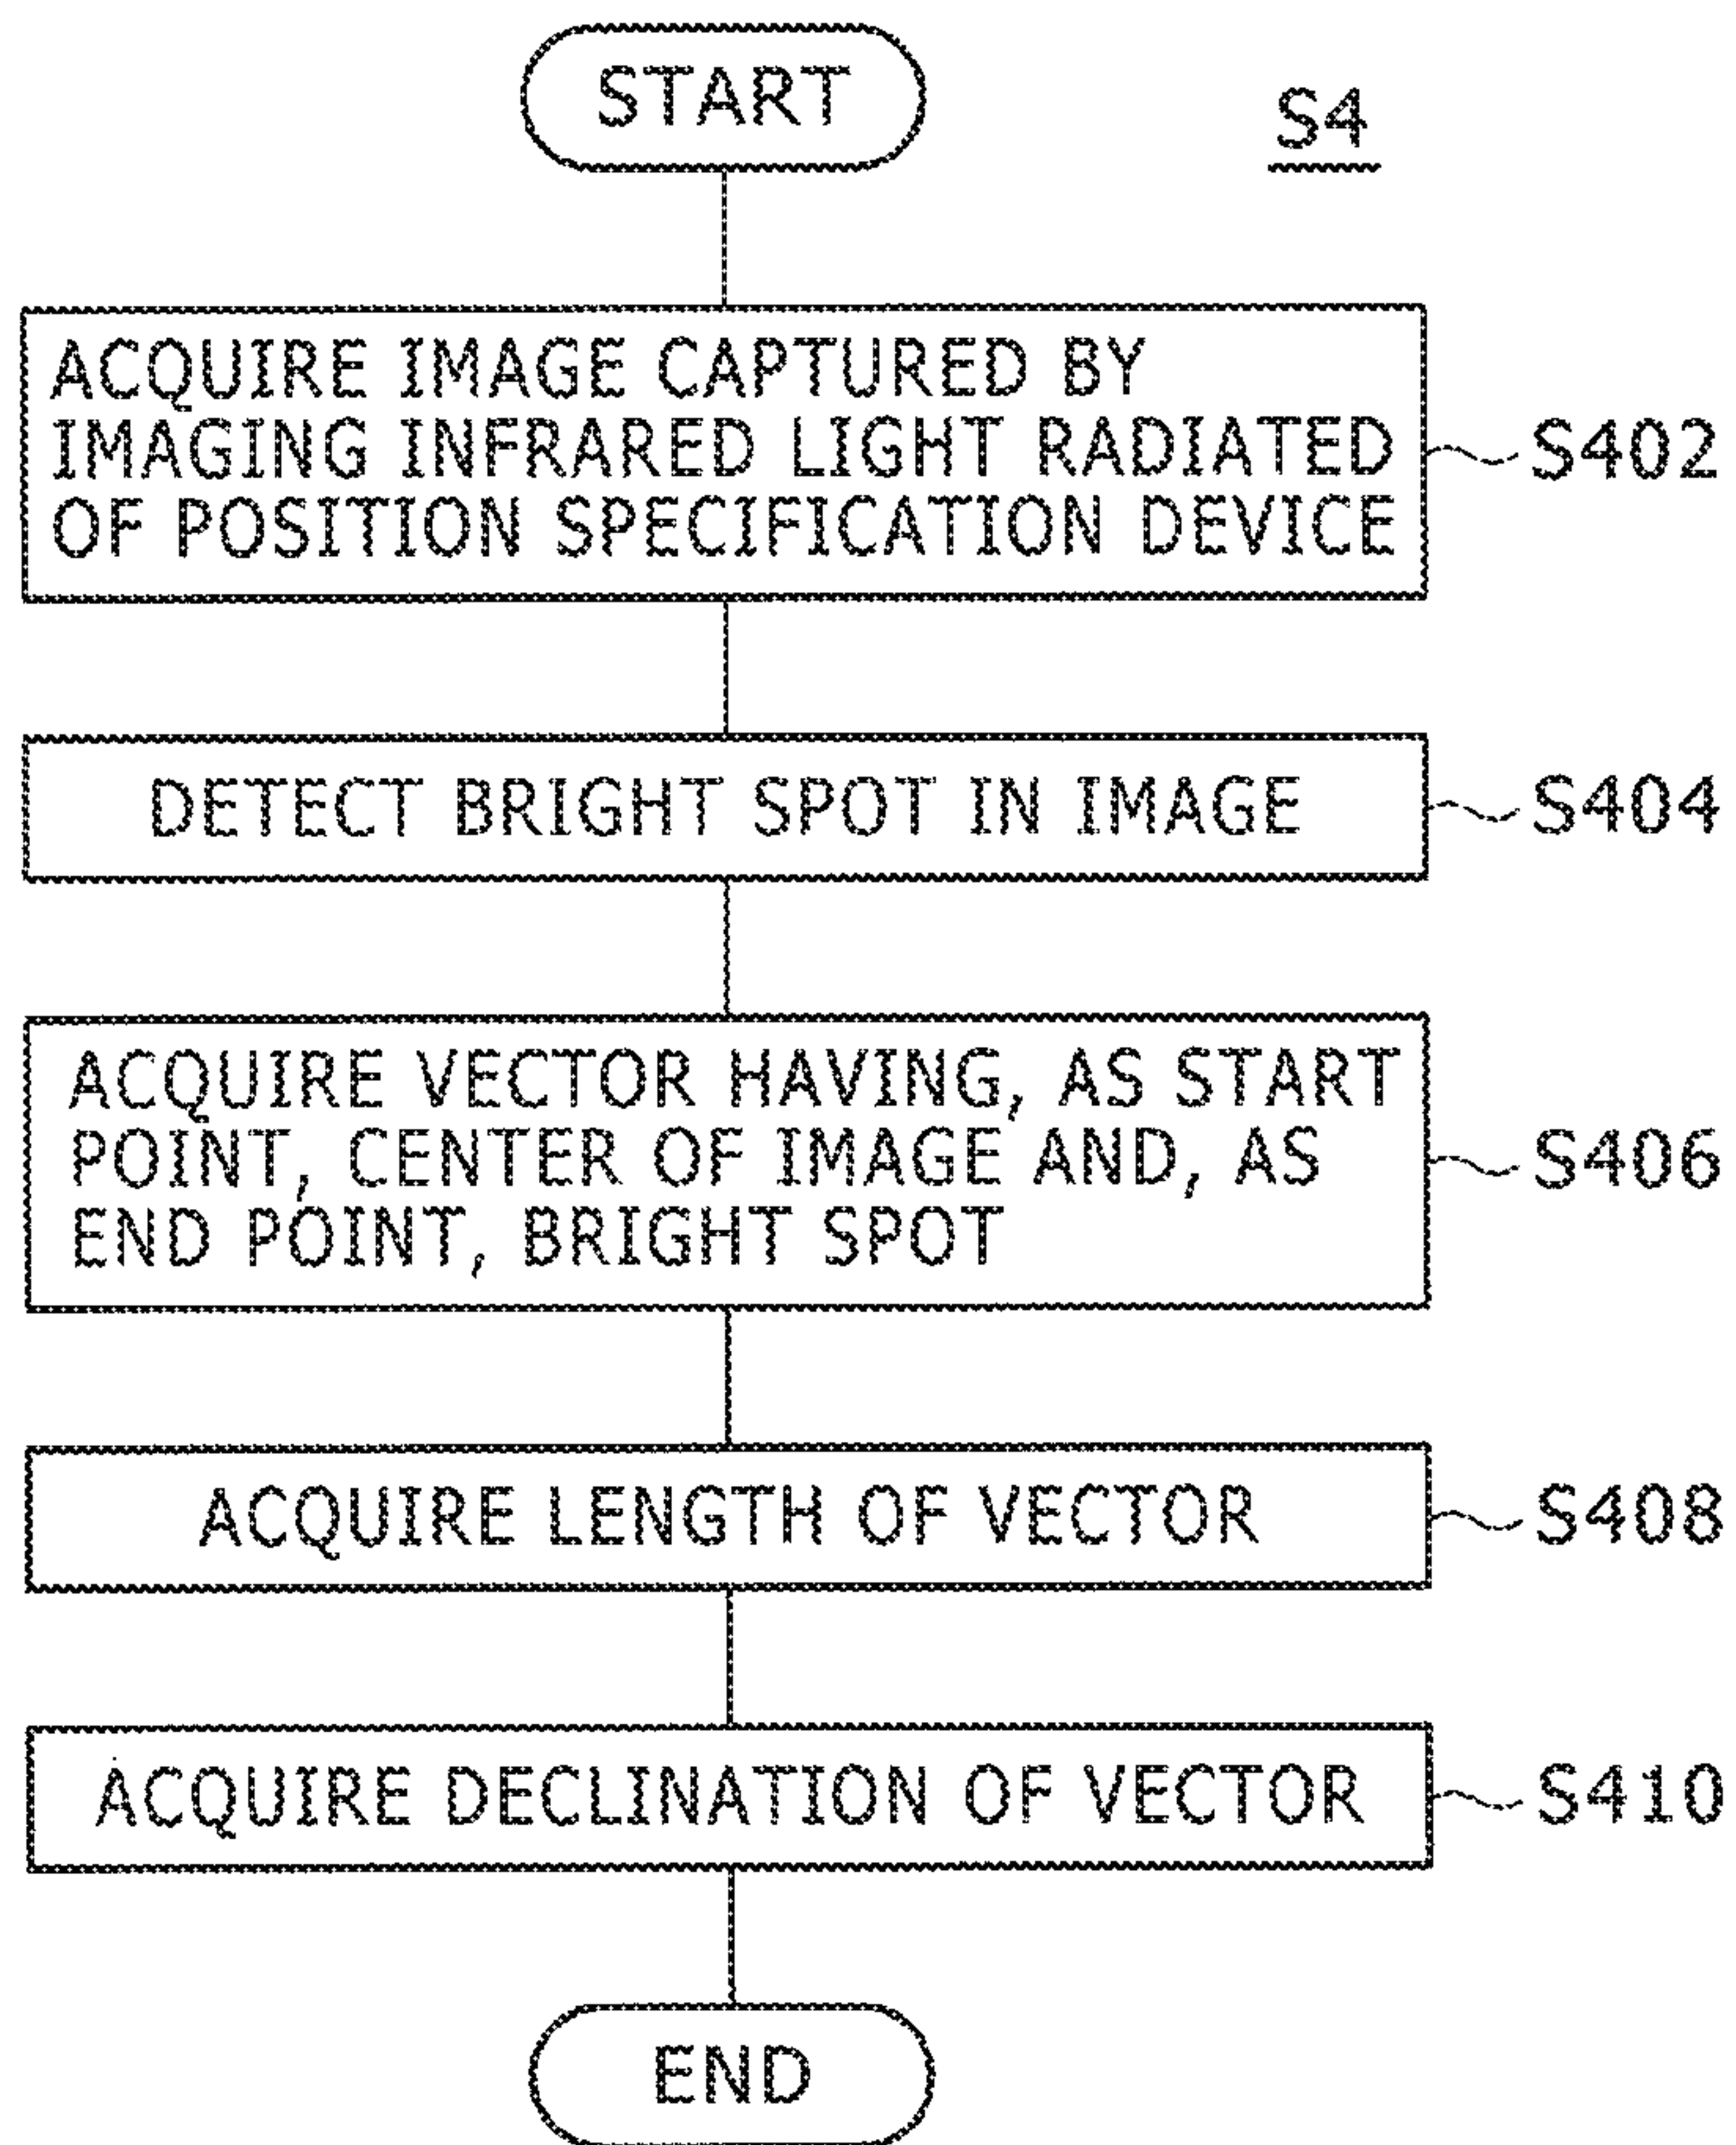 START
S4
ACQUIRE IMAGE CAPTURED BY
IMAGING INFRARED LIGHT RADIATED
OF POSITION SPECIFICATION DEVICE
S402
DETECT BRIGHT SPOT IN IMAGE
S404
ACQUIRE VECTOR HAVING, AS START
POINT, CENTER OF IMAGE AND, AS
END POINT, BRIGHT SPOT
S406
ACQUIRE LENGTH OF VECTOR
S408
ACQUIRE DECLINATION OF VECTOR
S410
END